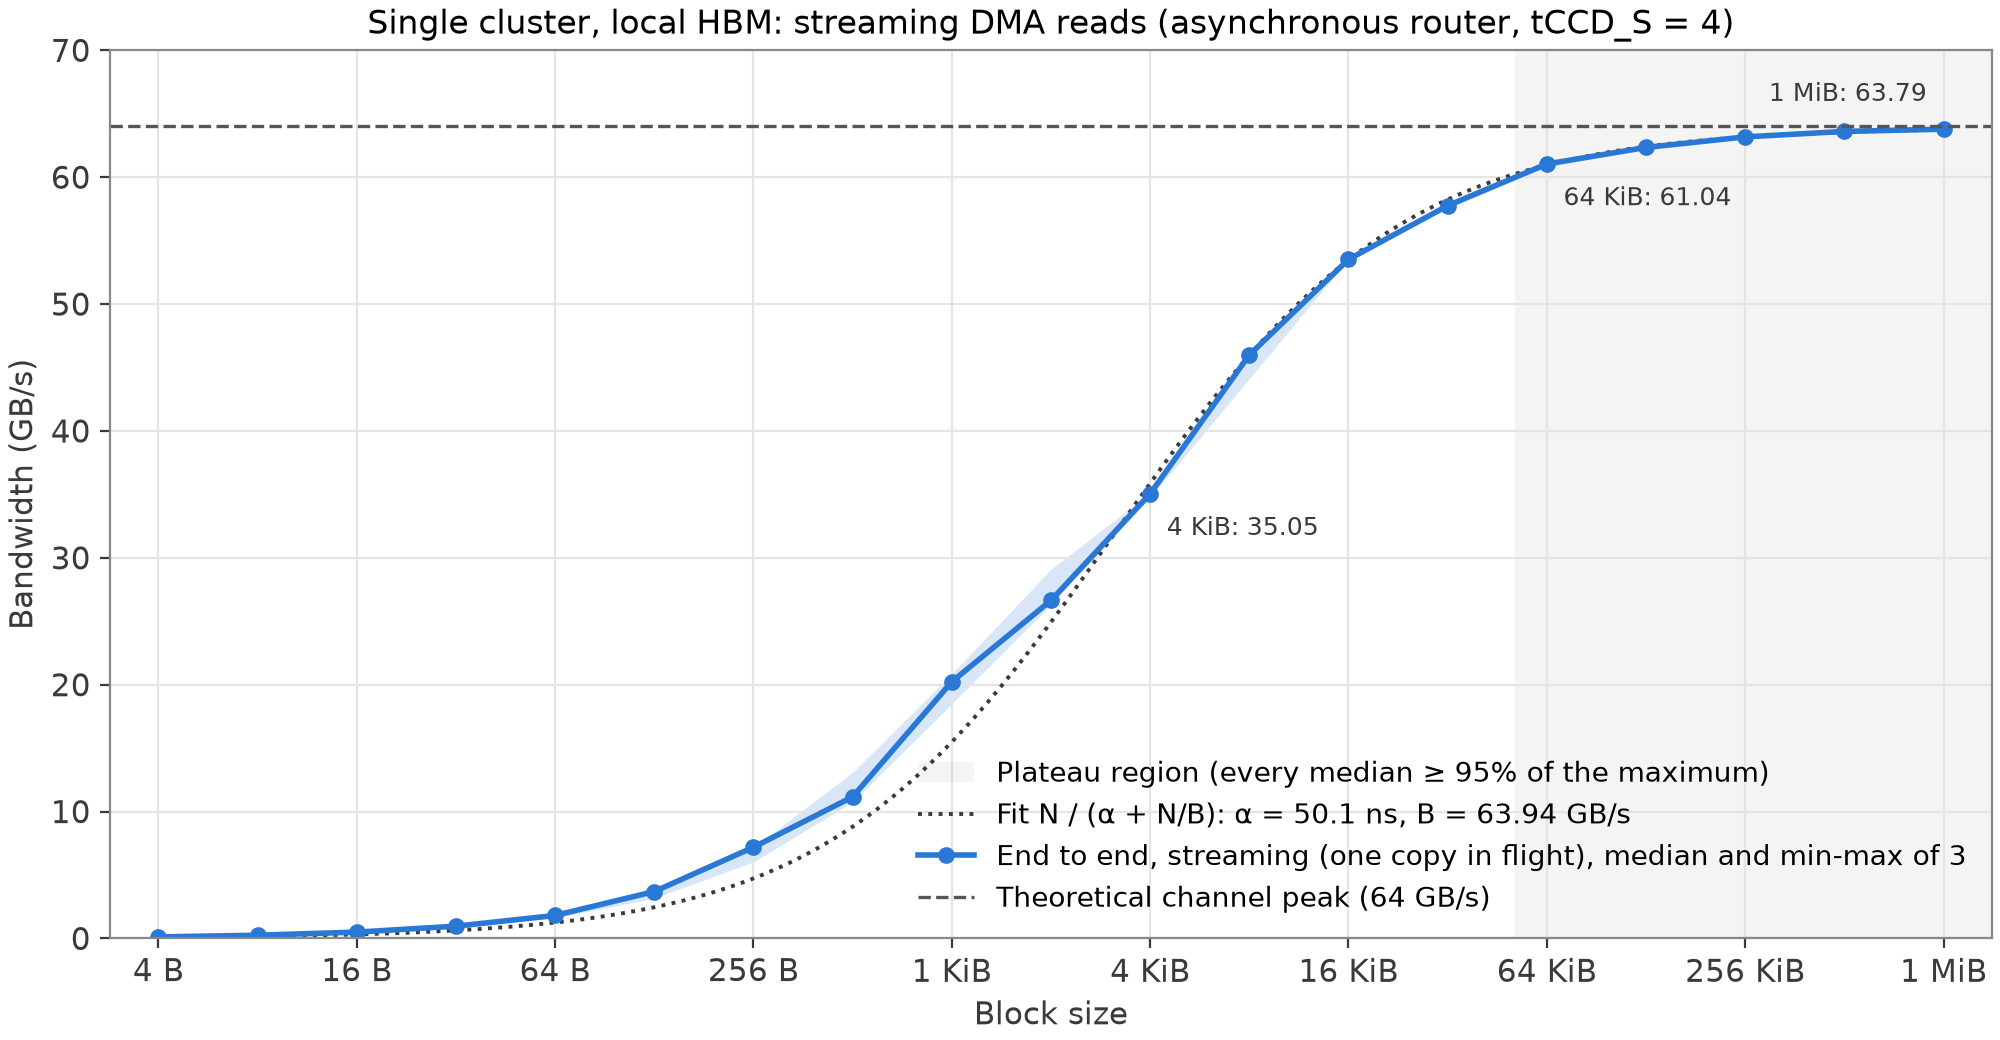 Single cluster, local HBM: streaming DMA reads (asynchronous router, tCCD_S = 4)
70
60
50
40
30
20
10
0
Bandwidth (GB/s)
1 MiB: 63.79
64 KiB: 61.04
4 KiB: 35.05
Plateau region (every median ≥ 95% of the maximum)
Fit N / (α + N/B): α = 50.1 ns, B = 63.94 GB/s
End to end, streaming (one copy in flight), median and min-max of 3
Theoretical channel peak (64 GB/s)
4 B
16 B
64 B
256 B
1 KiB
4 KiB
16 KiB
64 KiB
256 KiB
1 MiB
Block size